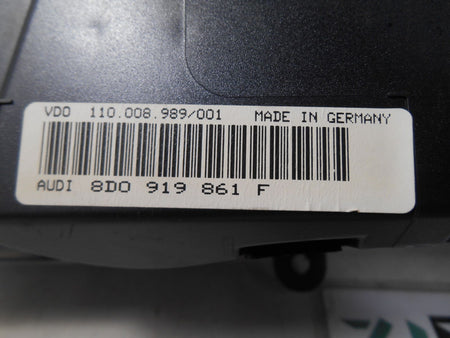 VDO 110.008.989/001 MADE IN GERMANY
AUDI 8D0 919 861 F